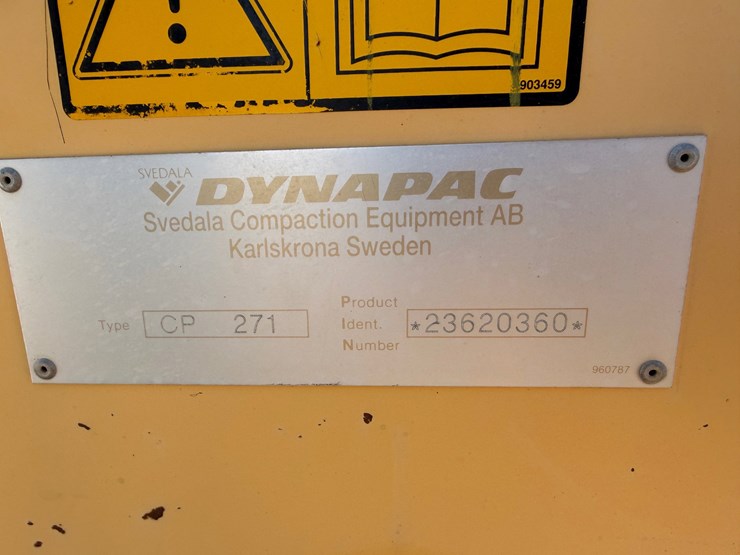 903459
SVEDALA
DYNAPAC
Svedala Compaction Equipment AB
Karlskrona Sweden
Type CP 271
Product
Ident. *23620360*
Number
960787